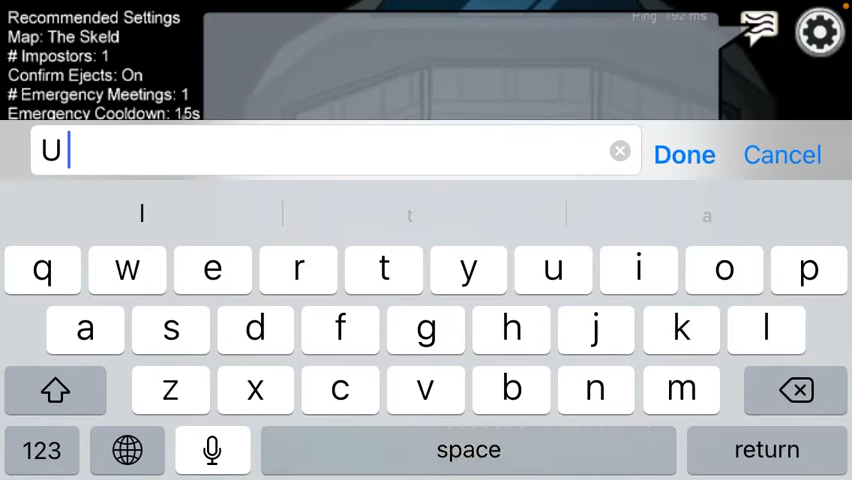 Recommended Settings
Map: The Skeld
# Impostors: 1
Confirm Ejects: On
# Emergency Meetings: 1
Emergency Cooldown: 15s
Ping: 192 ms
U
Done
Cancel
I
t
a
q w e r t y u i o p
a s d f g h j k l
z x c v b n m
123
space
return